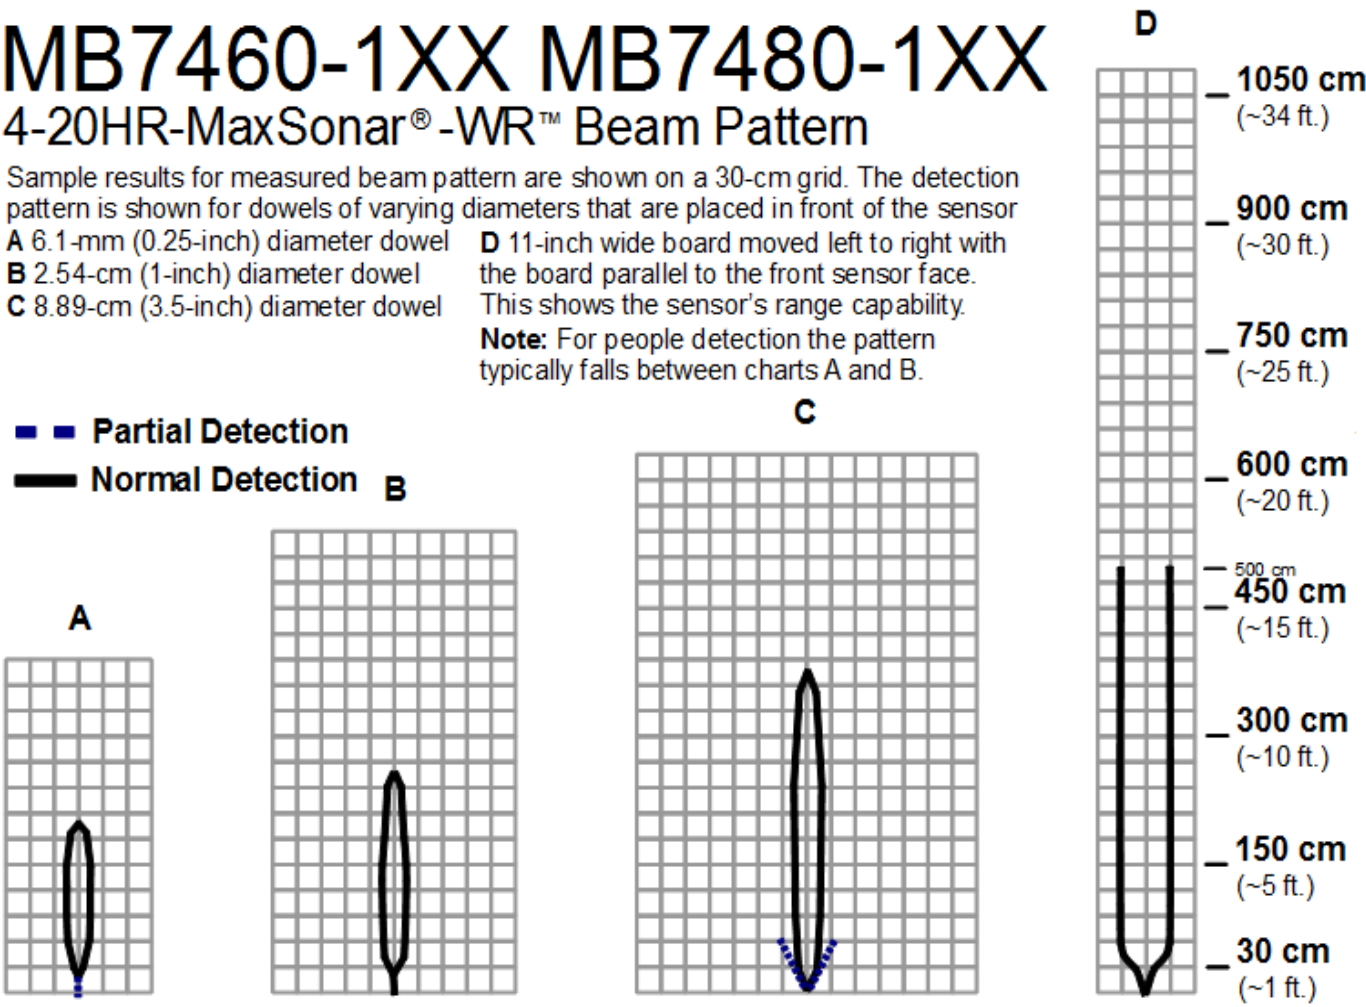 MB7460-1XX MB7480-1XX
4-20HR-MaxSonar®-WR™ Beam Pattern
Sample results for measured beam pattern are shown on a 30-cm grid. The detection
pattern is shown for dowels of varying diameters that are placed in front of the sensor
A 6.1-mm (0.25-inch) diameter dowel
B 2.54-cm (1-inch) diameter dowel
C 8.89-cm (3.5-inch) diameter dowel
D 11-inch wide board moved left to right with
the board parallel to the front sensor face.
This shows the sensor's range capability.
Note: For people detection the pattern
typically falls between charts A and B.
Partial Detection
Normal Detection
A
B
C
D
1050 cm
(~34 ft.)
900 cm
(~30 ft.)
750 cm
(~25 ft.)
600 cm
(~20 ft.)
500 cm
450 cm
(~15 ft.)
300 cm
(~10 ft.)
150 cm
(~5 ft.)
30 cm
(~1 ft.)